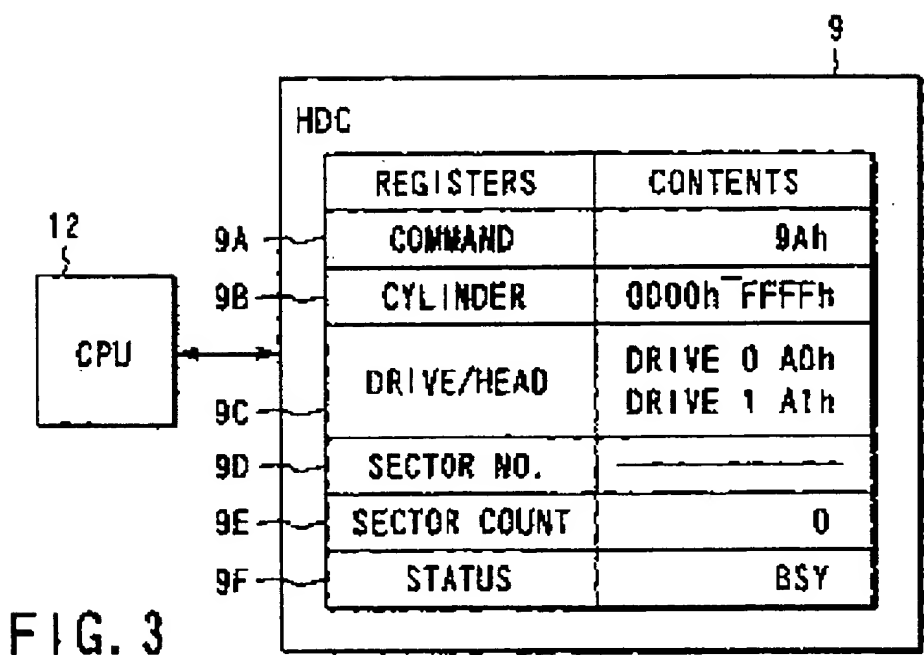 9
HDC
REGISTERS CONTENTS
12
9A COMMAND 9Ah
9B CYLINDER 0000h‾FFFFh
CPU
DRIVE/HEAD DRIVE 0 A0h
9C DRIVE 1 A1h
9D SECTOR NO.
9E SECTOR COUNT 0
9F STATUS BSY
FIG. 3